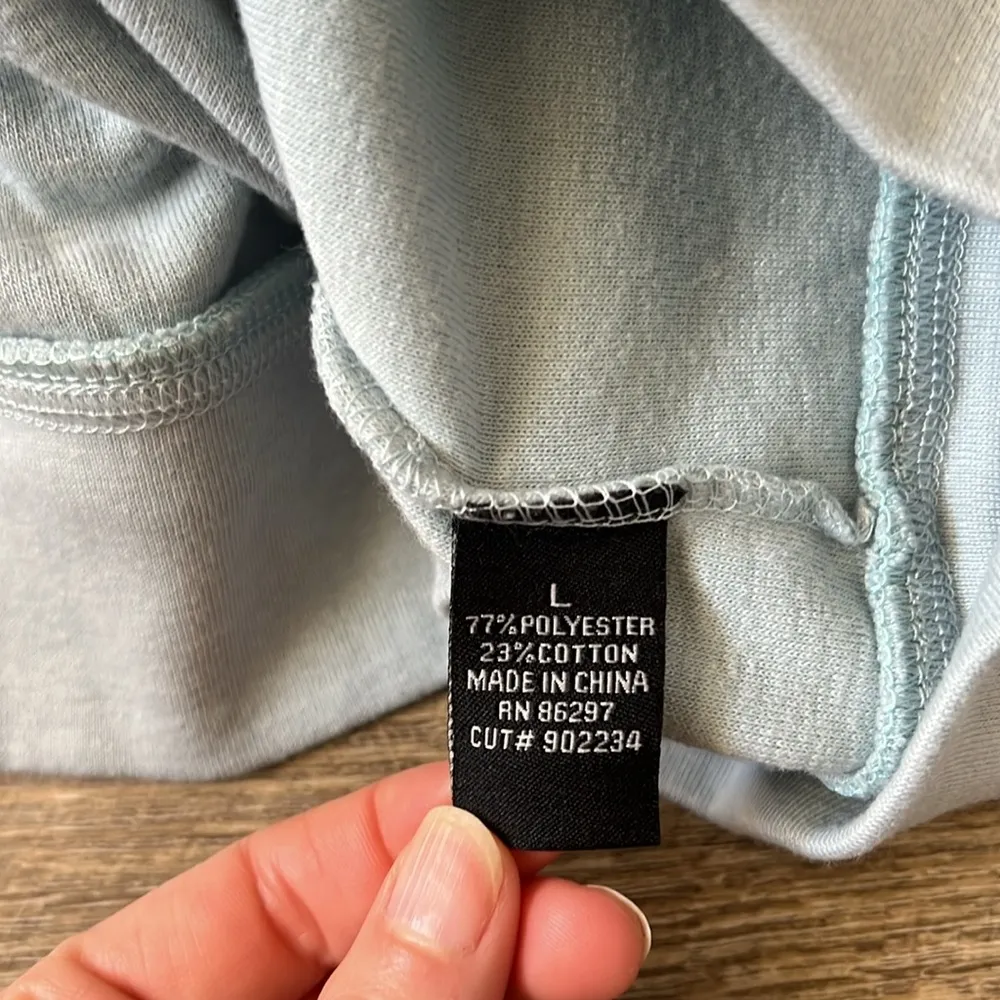 L
77%POLYESTER
23%COTTON
MADE IN CHINA
RN 86297
CUT# 902234